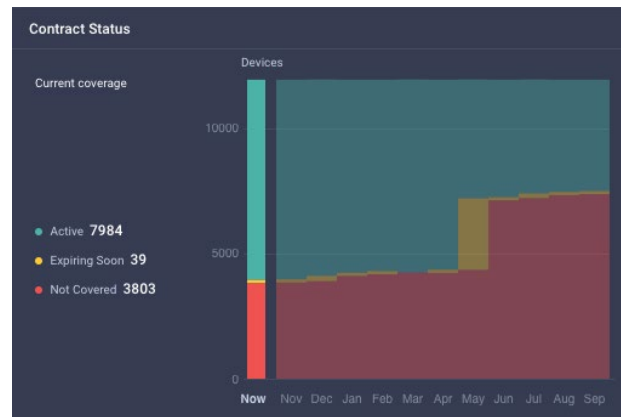 Contract Status
Devices
Current coverage
10000
Active 7984
5000
Expiring Soon 39
Not Covered 3803
0
Now Nov Dec Jan Feb Mar Apr May Jun Jul Aug Sep